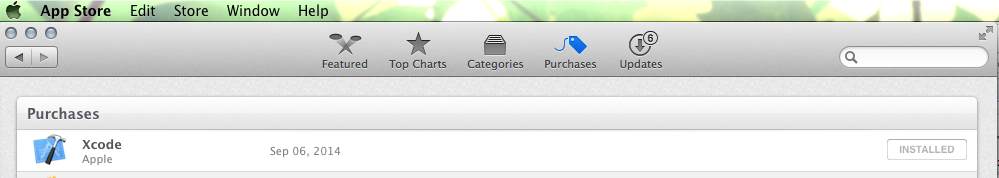 App Store Edit Store Window Help
6
Featured Top Charts Categories Purchases Updates
Purchases
Xcode
Apple
Sep 06, 2014
INSTALLED